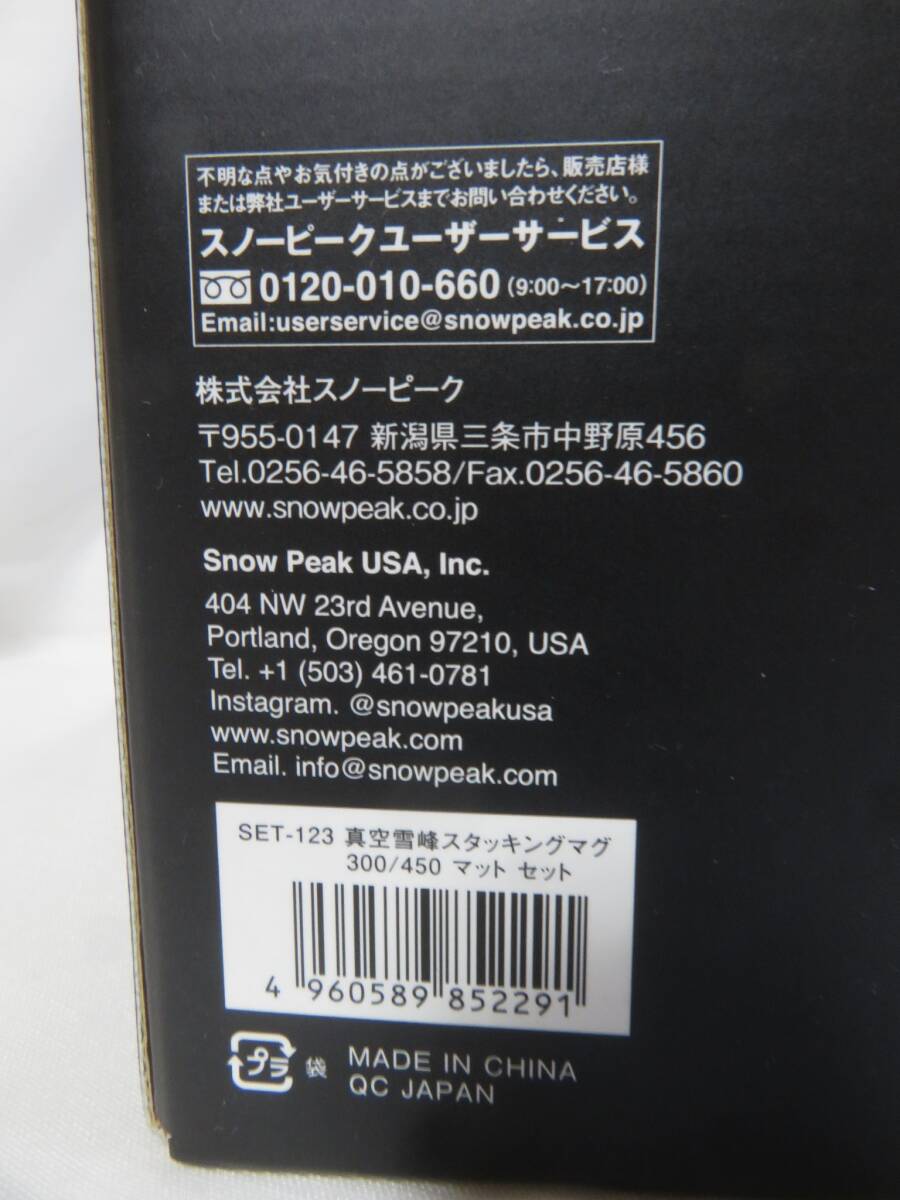 不明な点やお気付きの点がございましたら、販売店様
または弊社ユーザーサービスまでお問い合わせください。
スノーピークユーザーサービス
0120-010-660 (9:00～17:00)
Email:userservice@snowpeak.co.jp
株式会社スノーピーク
〒955-0147 新潟県三条市中野原456
Tel.0256-46-5858/Fax.0256-46-5860
www.snowpeak.co.jp
Snow Peak USA, Inc.
404 NW 23rd Avenue,
Portland, Oregon 97210, USA
Tel. +1 (503) 461-0781
Instagram. @snowpeakusa
www.snowpeak.com
Email. info@snowpeak.com
SET-123 真空雪峰スタッキングマグ
300/450 マット セット
4 960589 852291
プラ 袋 MADE IN CHINA
QC JAPAN